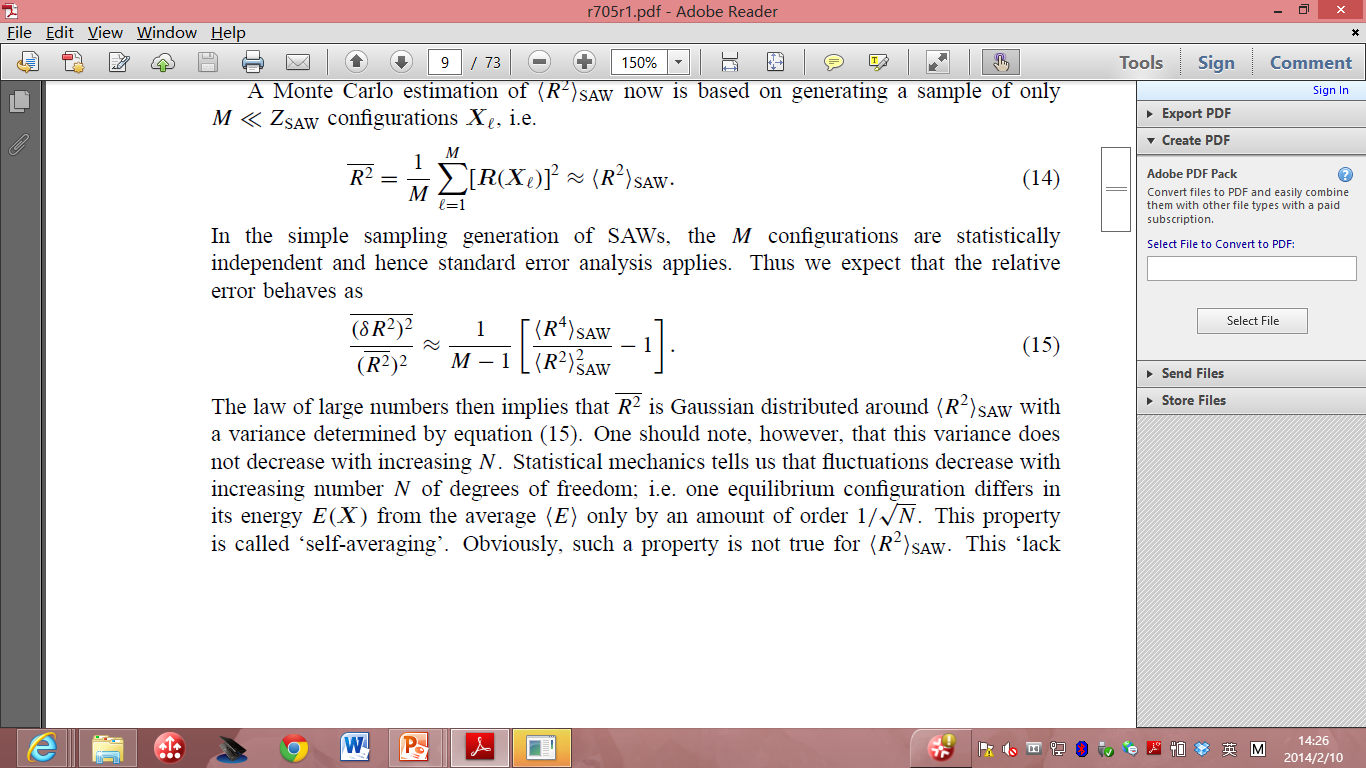 r705r1.pdf - Adobe Reader
File Edit View Window Help
9 / 73 150% Tools Sign Comment
Sign In
A Monte Carlo estimation of ⟨R²⟩SAW now is based on generating a sample of only
M ≪ ZSAW configurations Xℓ, i.e.
\overline{R²} = 1/M ∑_{ℓ=1}^{M} [R(Xℓ)]² ≈ ⟨R²⟩SAW. (14)
In the simple sampling generation of SAWs, the M configurations are statistically
independent and hence standard error analysis applies. Thus we expect that the relative
error behaves as
\overline{(δR²)²} / (\overline{R²})² ≈ 1/(M − 1) [⟨R⁴⟩SAW / ⟨R²⟩²SAW − 1]. (15)
The law of large numbers then implies that \overline{R²} is Gaussian distributed around ⟨R²⟩SAW with
a variance determined by equation (15). One should note, however, that this variance does
not decrease with increasing N. Statistical mechanics tells us that fluctuations decrease with
increasing number N of degrees of freedom; i.e. one equilibrium configuration differs in
its energy E(X) from the average ⟨E⟩ only by an amount of order 1/√N. This property
is called ‘self-averaging’. Obviously, such a property is not true for ⟨R²⟩SAW. This ‘lack
Export PDF
Create PDF
Adobe PDF Pack
Convert files to PDF and easily combine
them with other file types with a paid
subscription.
Select File to Convert to PDF:
Select File
Send Files
Store Files
英 M
14:26
2014/2/10